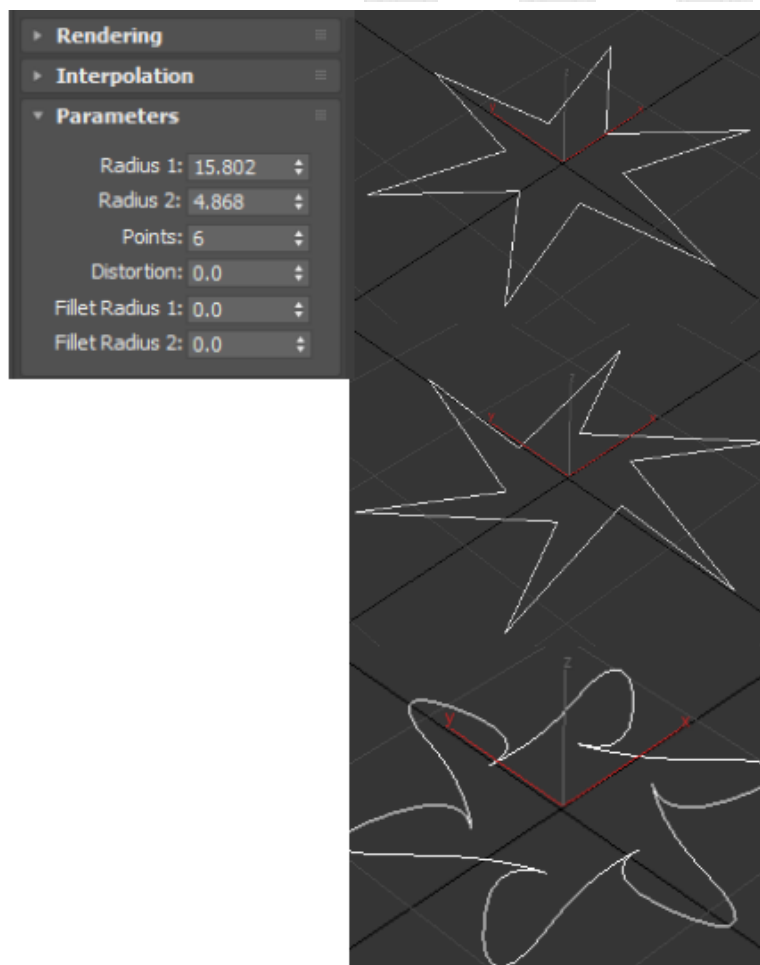 Rendering
Interpolation
Parameters
Radius 1: 15.802
Radius 2: 4.868
Points: 6
Distortion: 0.0
Fillet Radius 1: 0.0
Fillet Radius 2: 0.0
z
y
x
z
y
x
z
y
x